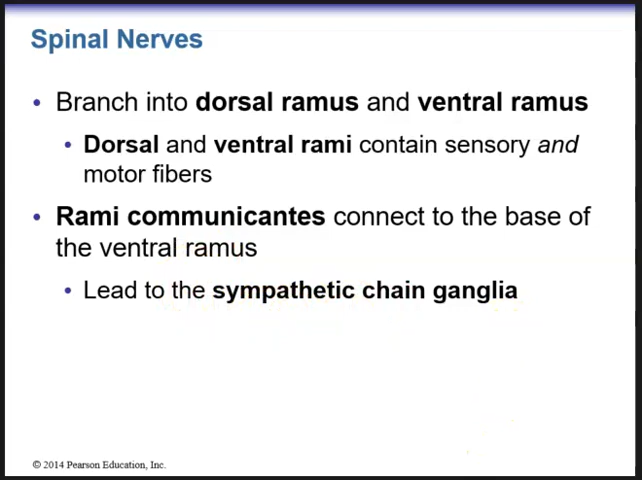 Spinal Nerves
• Branch into dorsal ramus and ventral ramus
• Dorsal and ventral rami contain sensory and
motor fibers
• Rami communicantes connect to the base of
the ventral ramus
• Lead to the sympathetic chain ganglia
© 2014 Pearson Education, Inc.